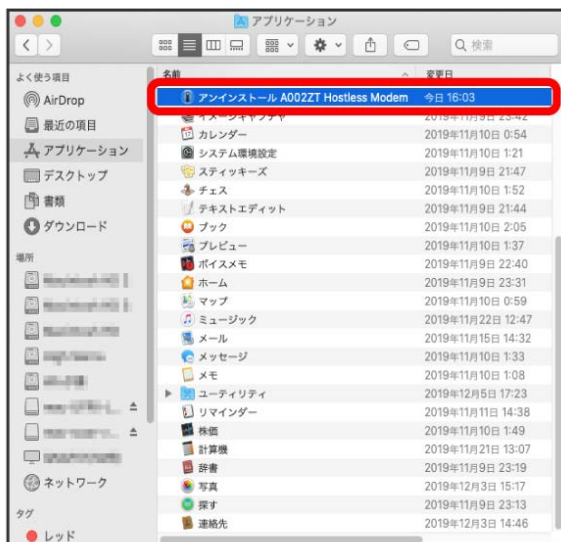 アプリケーション
検索
よく使う項目
AirDrop
最近の項目
アプリケーション
デスクトップ
書類
ダウンロード
場所
ネットワーク
タグ
レッド
名前 変更日
アンインストール A002ZT Hostless Modem 今日 16:03
イメージキャプチャ 2019年11月9日 23:42
カレンダー 2019年11月10日 0:54
システム環境設定 2019年11月10日 1:21
スティッキーズ 2019年11月9日 21:47
チェス 2019年11月10日 1:52
テキストエディット 2019年11月9日 21:44
ブック 2019年11月10日 2:05
プレビュー 2019年11月10日 1:37
ボイスメモ 2019年11月9日 22:40
ホーム 2019年11月9日 23:31
マップ 2019年11月10日 0:59
ミュージック 2019年11月22日 12:47
メール 2019年11月15日 14:32
メッセージ 2019年11月10日 1:33
メモ 2019年11月10日 1:08
ユーティリティ 2019年12月5日 17:23
リマインダー 2019年11月11日 14:38
株価 2019年11月10日 1:49
計算機 2019年11月21日 13:07
辞書 2019年11月9日 23:19
写真 2019年12月3日 15:17
探す 2019年11月9日 23:13
連絡先 2019年12月3日 14:46